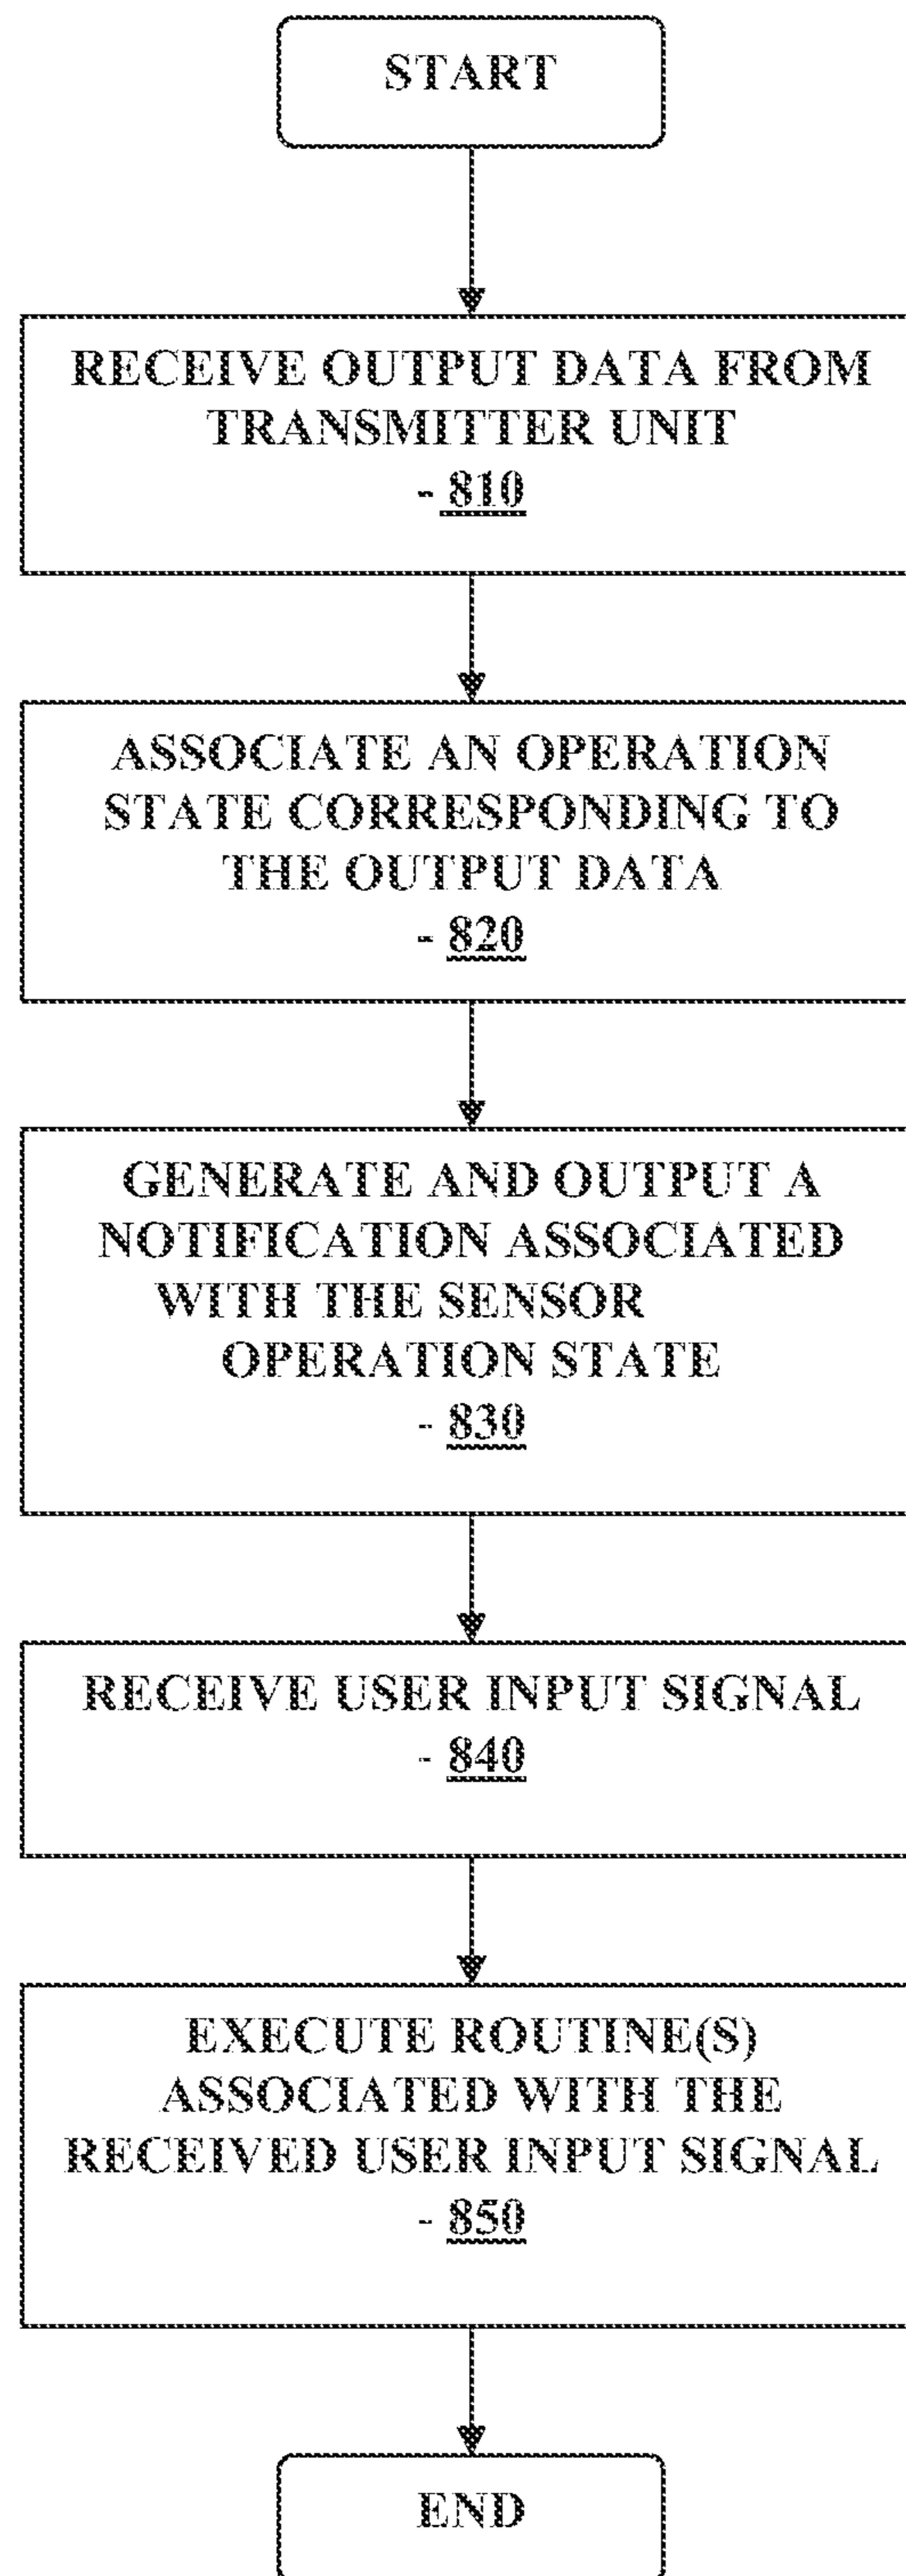 START
RECEIVE OUTPUT DATA FROM
TRANSMITTER UNIT
- 810
ASSOCIATE AN OPERATION
STATE CORRESPONDING TO
THE OUTPUT DATA
- 820
GENERATE AND OUTPUT A
NOTIFICATION ASSOCIATED
WITH THE SENSOR
OPERATION STATE
- 830
RECEIVE USER INPUT SIGNAL
- 840
EXECUTE ROUTINE(S)
ASSOCIATED WITH THE
RECEIVED USER INPUT SIGNAL
- 850
END